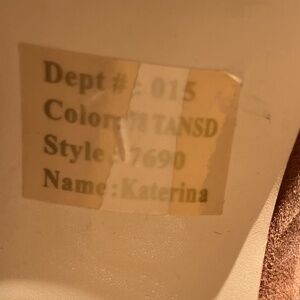 Dept #: 015
Color: 78 TANSD
Style: 7690
Name: Katerina